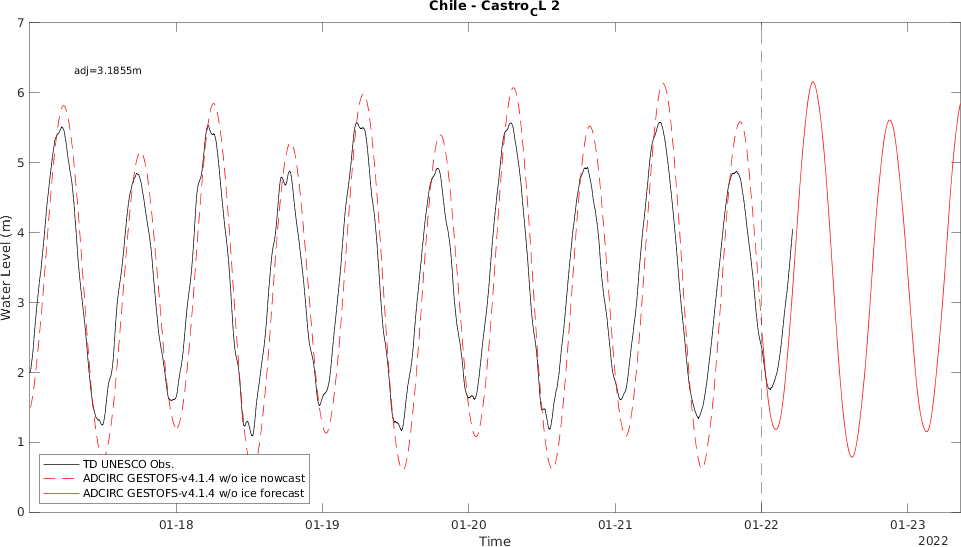 Chile - CastroCL 2
7
adj=3.1855m
6
5
4
3
2
1
0
Water Level (m)
TD UNESCO Obs.
ADCIRC GESTOFS-v4.1.4 w/o ice nowcast
ADCIRC GESTOFS-v4.1.4 w/o ice forecast
01-18 01-19 01-20 01-21 01-22 01-23
Time
2022